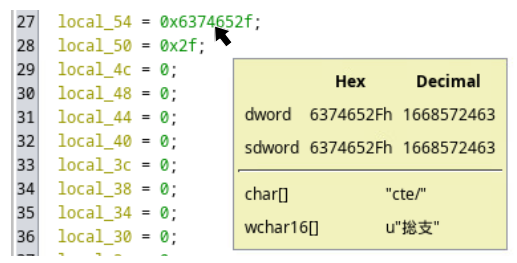 27 local_54 = 0x6374652f;
28 local_50 = 0x2f;
29 local_4c = 0;
30 local_48 = 0;
31 local_44 = 0;
32 local_40 = 0;
33 local_3c = 0;
34 local_38 = 0;
35 local_34 = 0;
36 local_30 = 0;
Hex Decimal
dword 6374652Fh 1668572463
sdword 6374652Fh 1668572463
char[] "cte/"
wchar16[] u"捴支"